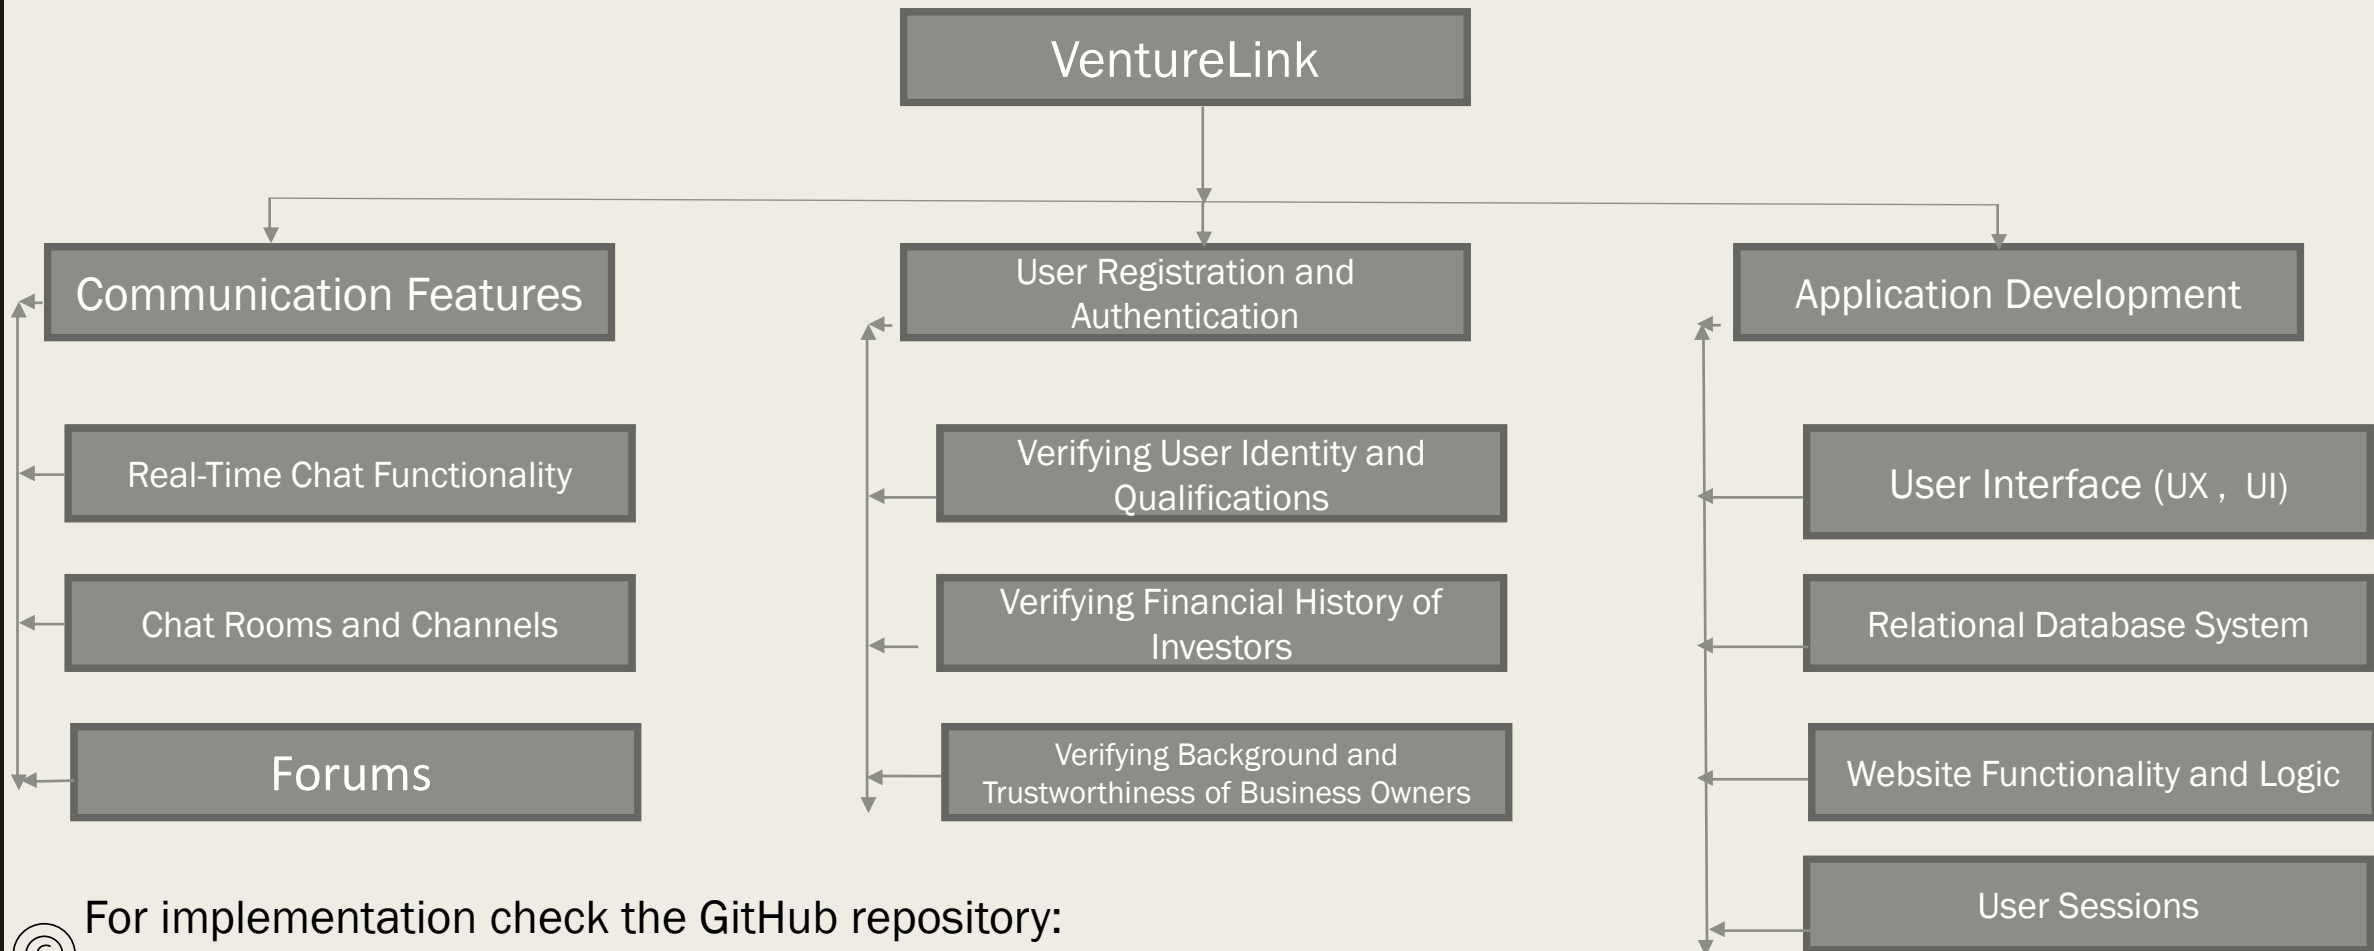 VentureLink
Communication Features
Real-Time Chat Functionality
Chat Rooms and Channels
Forums
User Registration and
Authentication
Verifying User Identity and
Qualifications
Verifying Financial History of
Investors
Verifying Background and
Trustworthiness of Business Owners
Application Development
User Interface (UX , UI)
Relational Database System
Website Functionality and Logic
User Sessions
For implementation check the GitHub repository: